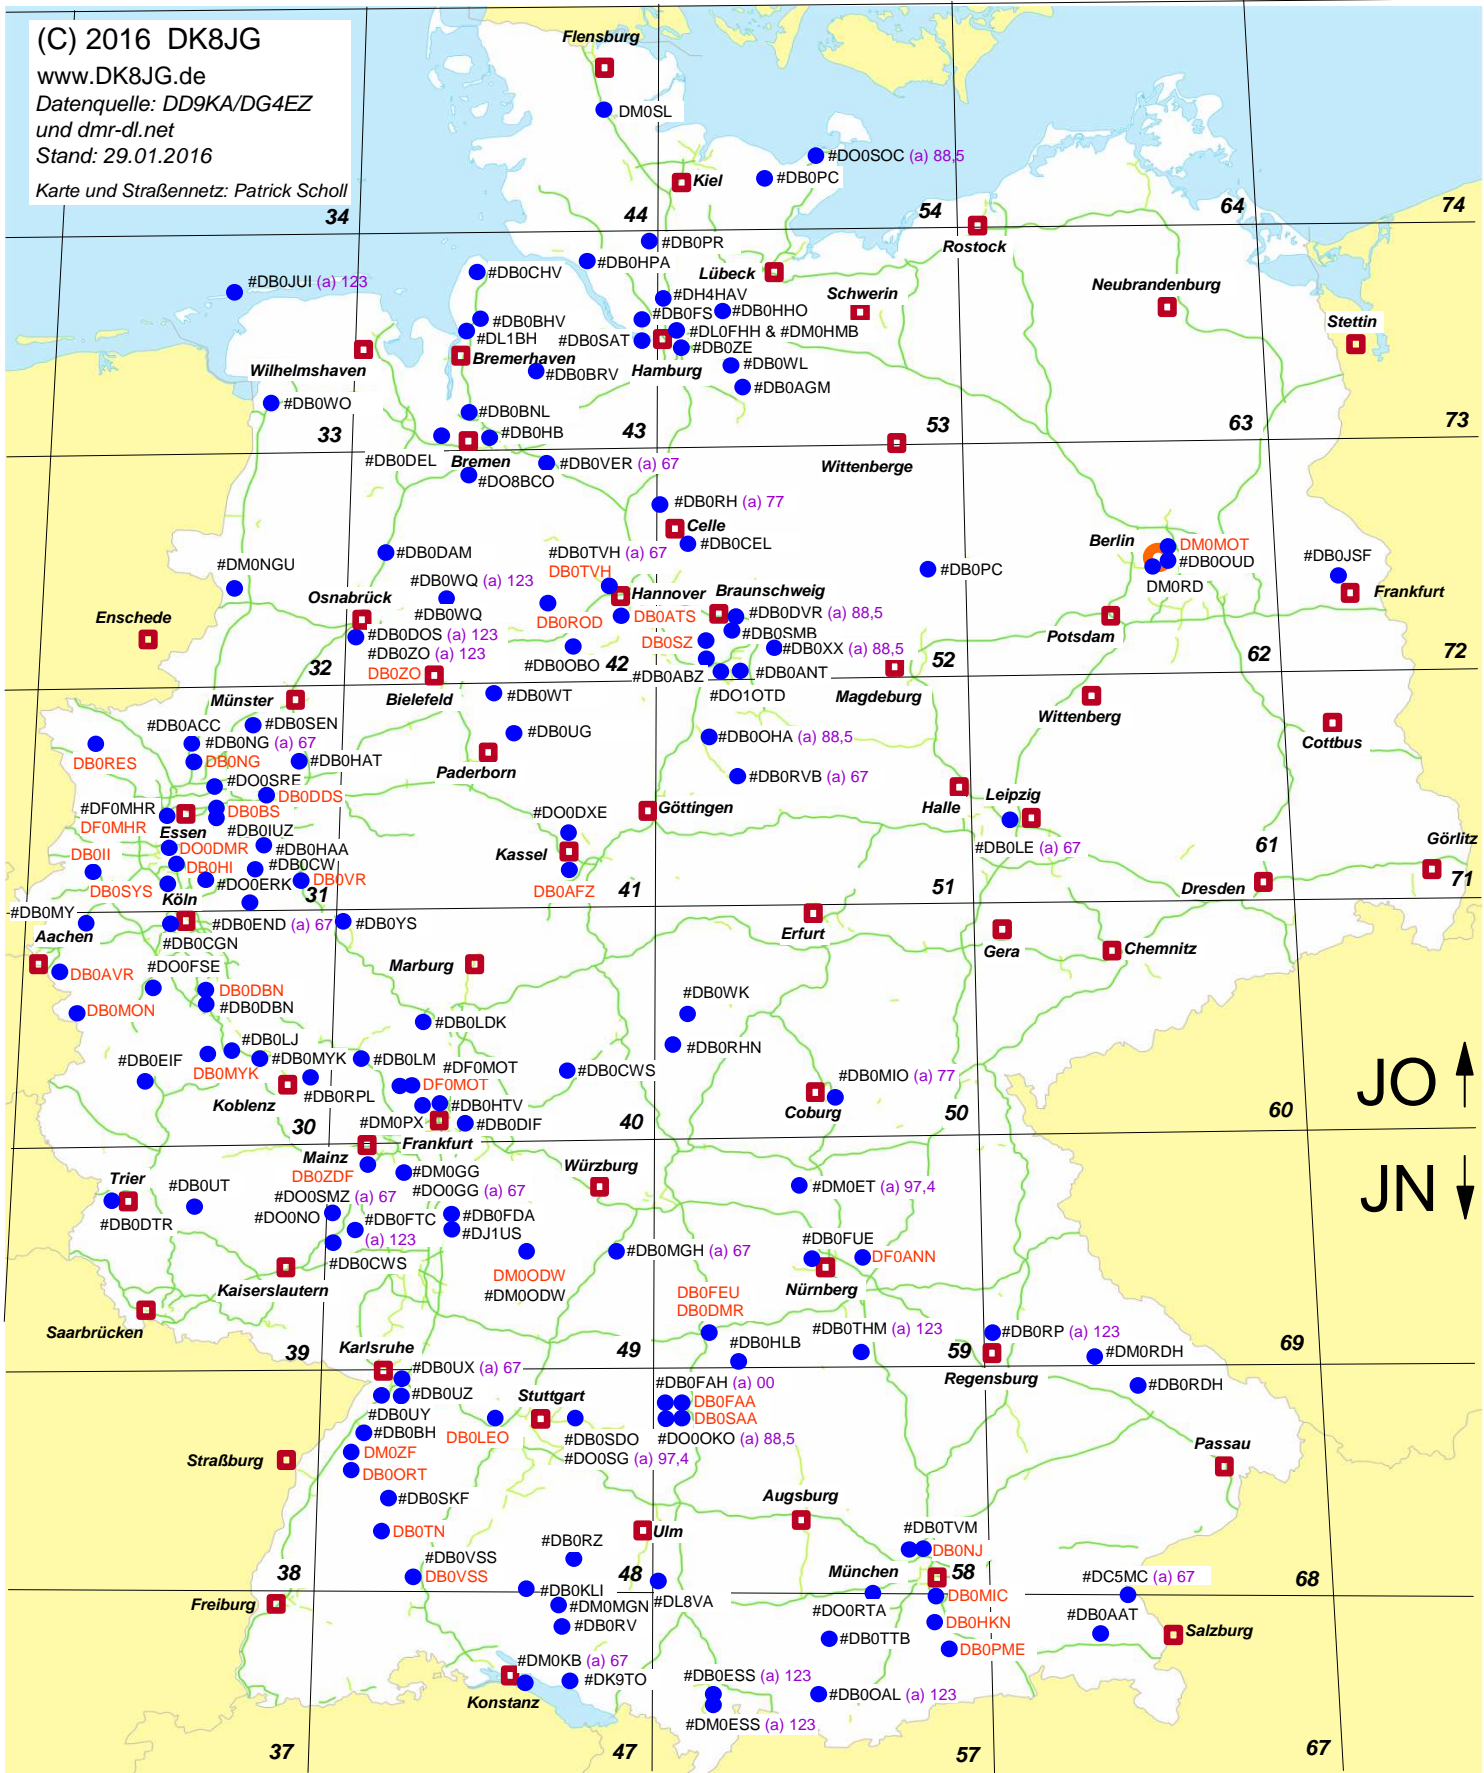 (C) 2016 DK8JG
www.DK8JG.de
Datenquelle: DD9KA/DG4EZ
und dmr-dl.net
Stand: 29.01.2016
Karte und Straßennetz: Patrick Scholl
Flensburg
DM0SL
#DO0SOC (a) 88,5
#DB0PC
Kiel
34
44
54
64
74
Rostock
#DB0PR
#DB0HPA
#DB0CHV
Lübeck
#DB0JUI (a) 123
#DH4HAV
Schwerin
Neubrandenburg
#DB0HHO
#DB0BHV
#DB0FS
Stettin
#DL1BH
#DB0SAT
#DL0FHH & #DM0HMB
#DB0ZE
Bremerhaven
Wilhelmshaven
Hamburg
#DB0WL
#DB0BRV
#DB0AGM
#DB0WO
#DB0BNL
33
#DB0HB
43
53
63
73
#DB0DEL
Bremen
#DB0VER (a) 67
Wittenberge
#DO8BCO
#DB0RH (a) 77
Celle
#DB0CEL
Berlin
DM0MOT
#DB0DAM
#DB0TVH (a) 67
#DB0OUD
#DB0JSF
#DM0NGU
DB0TVH
#DB0PC
#DB0WQ (a) 123
DM0RD
Osnabrück
Hannover
Braunschweig
Frankfurt
#DB0WQ
Enschede
DB0ROD
DB0ATS
#DB0DVR (a) 88,5
#DB0DOS (a) 123
#DB0SMB
Potsdam
DB0SZ
#DB0XX (a) 88,5
#DB0ZO (a) 123
#DB0OBO
42
52
62
72
32
DB0ZO
#DB0ABZ
#DB0ANT
Münster
Bielefeld
#DB0WT
#DO1OTD
Magdeburg
Wittenberg
#DB0ACC
#DB0SEN
#DB0UG
#DB0OHA (a) 88,5
Cottbus
#DB0NG (a) 67
DB0RES
DB0NG
#DB0HAT
Paderborn
#DB0RVB (a) 67
#DO0SRE
DB0DDS
Halle
Leipzig
#DF0MHR
DB0BS
#DO0DXE
Göttingen
DF0MHR
Essen
#DB0IUZ
#DB0LE (a) 67
Görlitz
DO0DMR
#DB0HAA
Kassel
61
DB0II
DB0HI
#DB0CW
DB0SYS
#DO0ERK
DB0VR
DB0AFZ
41
51
Dresden
71
Köln
31
#DB0MY
#DB0END (a) 67
#DB0YS
Erfurt
Aachen
#DB0CGN
Gera
Chemnitz
#DO0FSE
Marburg
DB0AVR
DB0DBN
#DB0DBN
#DB0WK
DB0MON
#DB0LDK
#DB0LJ
#DB0RHN
#DB0EIF
#DB0MYK
#DB0LM
#DF0MOT
JO
DB0MYK
DF0MOT
#DB0CWS
#DB0MIO (a) 77
Koblenz
#DB0RPL
#DB0HTV
Coburg
60
30
#DM0PX
#DB0DIF
40
50
Frankfurt
Mainz
DB0ZDF
#DM0GG
Würzburg
JN
Trier
#DB0UT
#DO0SMZ (a) 67
#DO0GG (a) 67
#DM0ET (a) 97,4
#DO0NO
#DB0DTR
#DB0FTC
#DB0FDA
(a) 123
#DJ1US
#DB0FUE
#DB0CWS
#DB0MGH (a) 67
DF0ANN
DM0ODW
Kaiserslautern
#DM0ODW
DB0FEU
Nürnberg
DB0DMR
Saarbrücken
#DB0THM (a) 123
#DB0RP (a) 123
Karlsruhe
#DB0HLB
39
49
59
69
#DM0RDH
#DB0UX (a) 67
#DB0FAH (a) 00
Regensburg
#DB0RDH
#DB0UZ
Stuttgart
DB0FAA
#DB0UY
DB0SAA
#DB0BH
DB0LEO
#DB0SDO
#DO0OKO (a) 88,5
Passau
DM0ZF
#DO0SG (a) 97,4
Straßburg
DB0ORT
#DB0SKF
Augsburg
DB0TN
#DB0RZ
Ulm
#DB0TVM
#DB0VSS
DB0NJ
38
DB0VSS
48
München
58
#DC5MC (a) 67
68
Freiburg
#DB0KLI
#DL8VA
DB0MIC
#DM0MGN
#DO0RTA
#DB0RV
DB0HKN
#DB0AAT
Salzburg
#DB0TTB
DB0PME
#DM0KB (a) 67
#DK9TO
#DB0ESS (a) 123
#DB0OAL (a) 123
Konstanz
#DM0ESS (a) 123
37
47
57
67